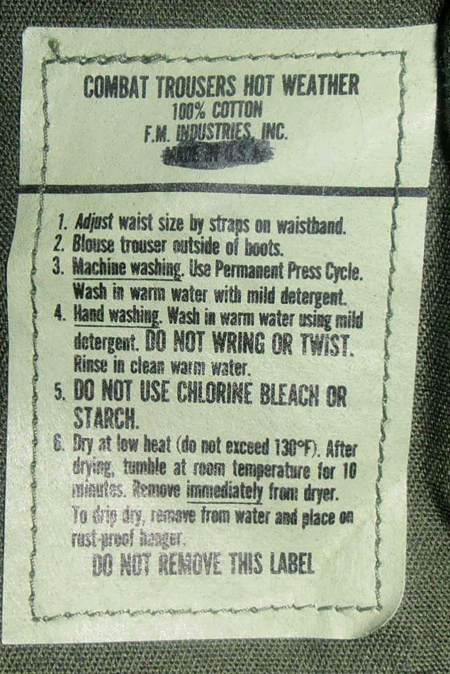 COMBAT TROUSERS HOT WEATHER
100% COTTON
F.M. INDUSTRIES, INC.
MADE IN U.S.A.
1. Adjust waist size by straps on waistband.
2. Blouse trouser outside of boots.
3. Machine washing. Use Permanent Press Cycle.
Wash in warm water with mild detergent.
4. Hand washing. Wash in warm water using mild
detergent. DO NOT WRING OR TWIST.
Rinse in clean warm water.
5. DO NOT USE CHLORINE BLEACH OR
STARCH.
6. Dry at low heat (do not exceed 130°F). After
drying, tumble at room temperature for 10
minutes. Remove immediately from dryer.
To drip dry, remove from water and place on
rust-proof hanger.
DO NOT REMOVE THIS LABEL